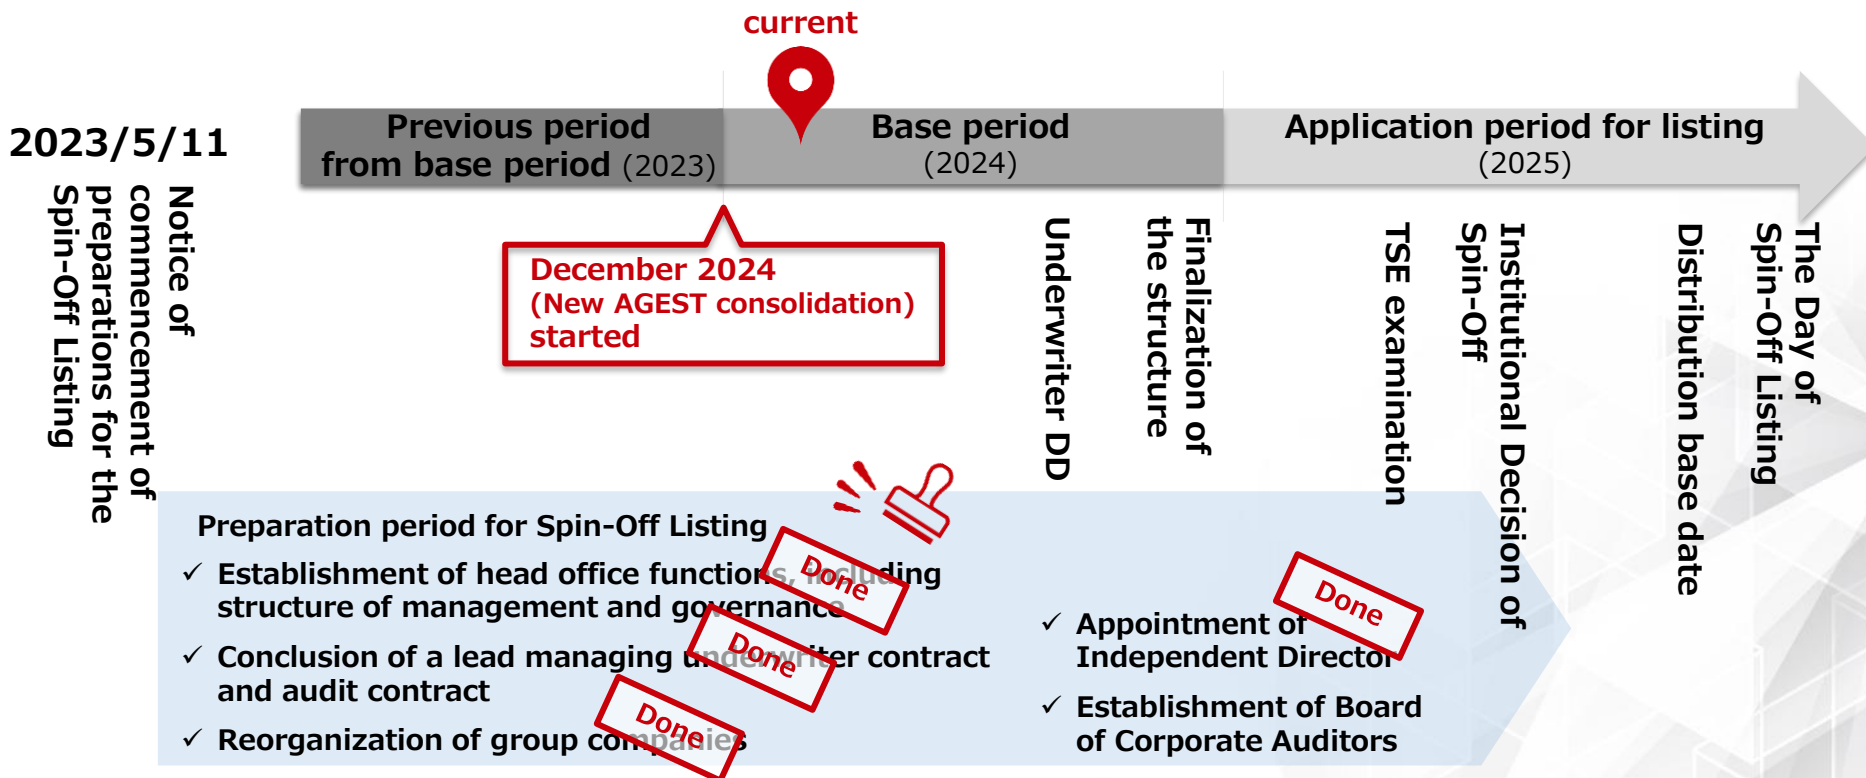 current
2023/5/11
Notice of
commencement of
preparations for the
Spin-Off Listing
Previous period
from base period (2023)
Base period
(2024)
Application period for listing
(2025)
December 2024
(New AGEST consolidation)
started
Underwriter DD
Finalization of
the structure
TSE examination
Institutional Decision of
Spin-Off
Distribution base date
The Day of
Spin-Off Listing
Preparation period for Spin-Off Listing
✓ Establishment of head office functions, including
structure of management and governance
Done
✓ Conclusion of a lead managing underwriter contract
and audit contract
Done
✓ Reorganization of group companies
Done
✓ Appointment of
Independent Director
Done
✓ Establishment of Board
of Corporate Auditors